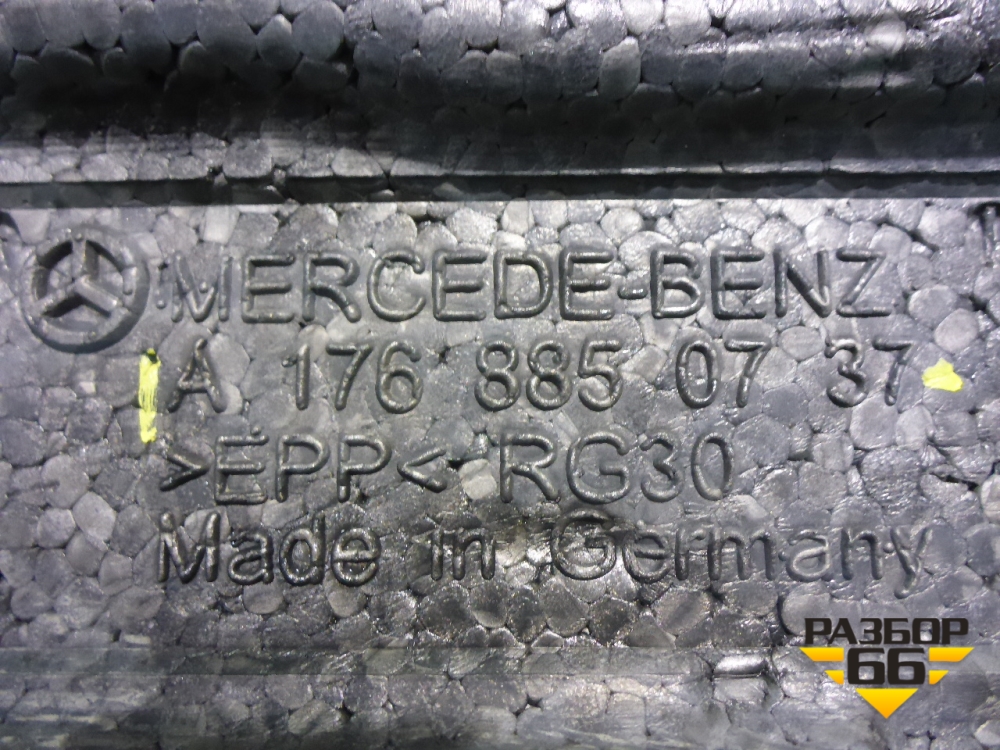 MERCEDE-BENZ
A 176 885 07 37
>EPP< RG30
Made in Germany
РАЗБОР
66